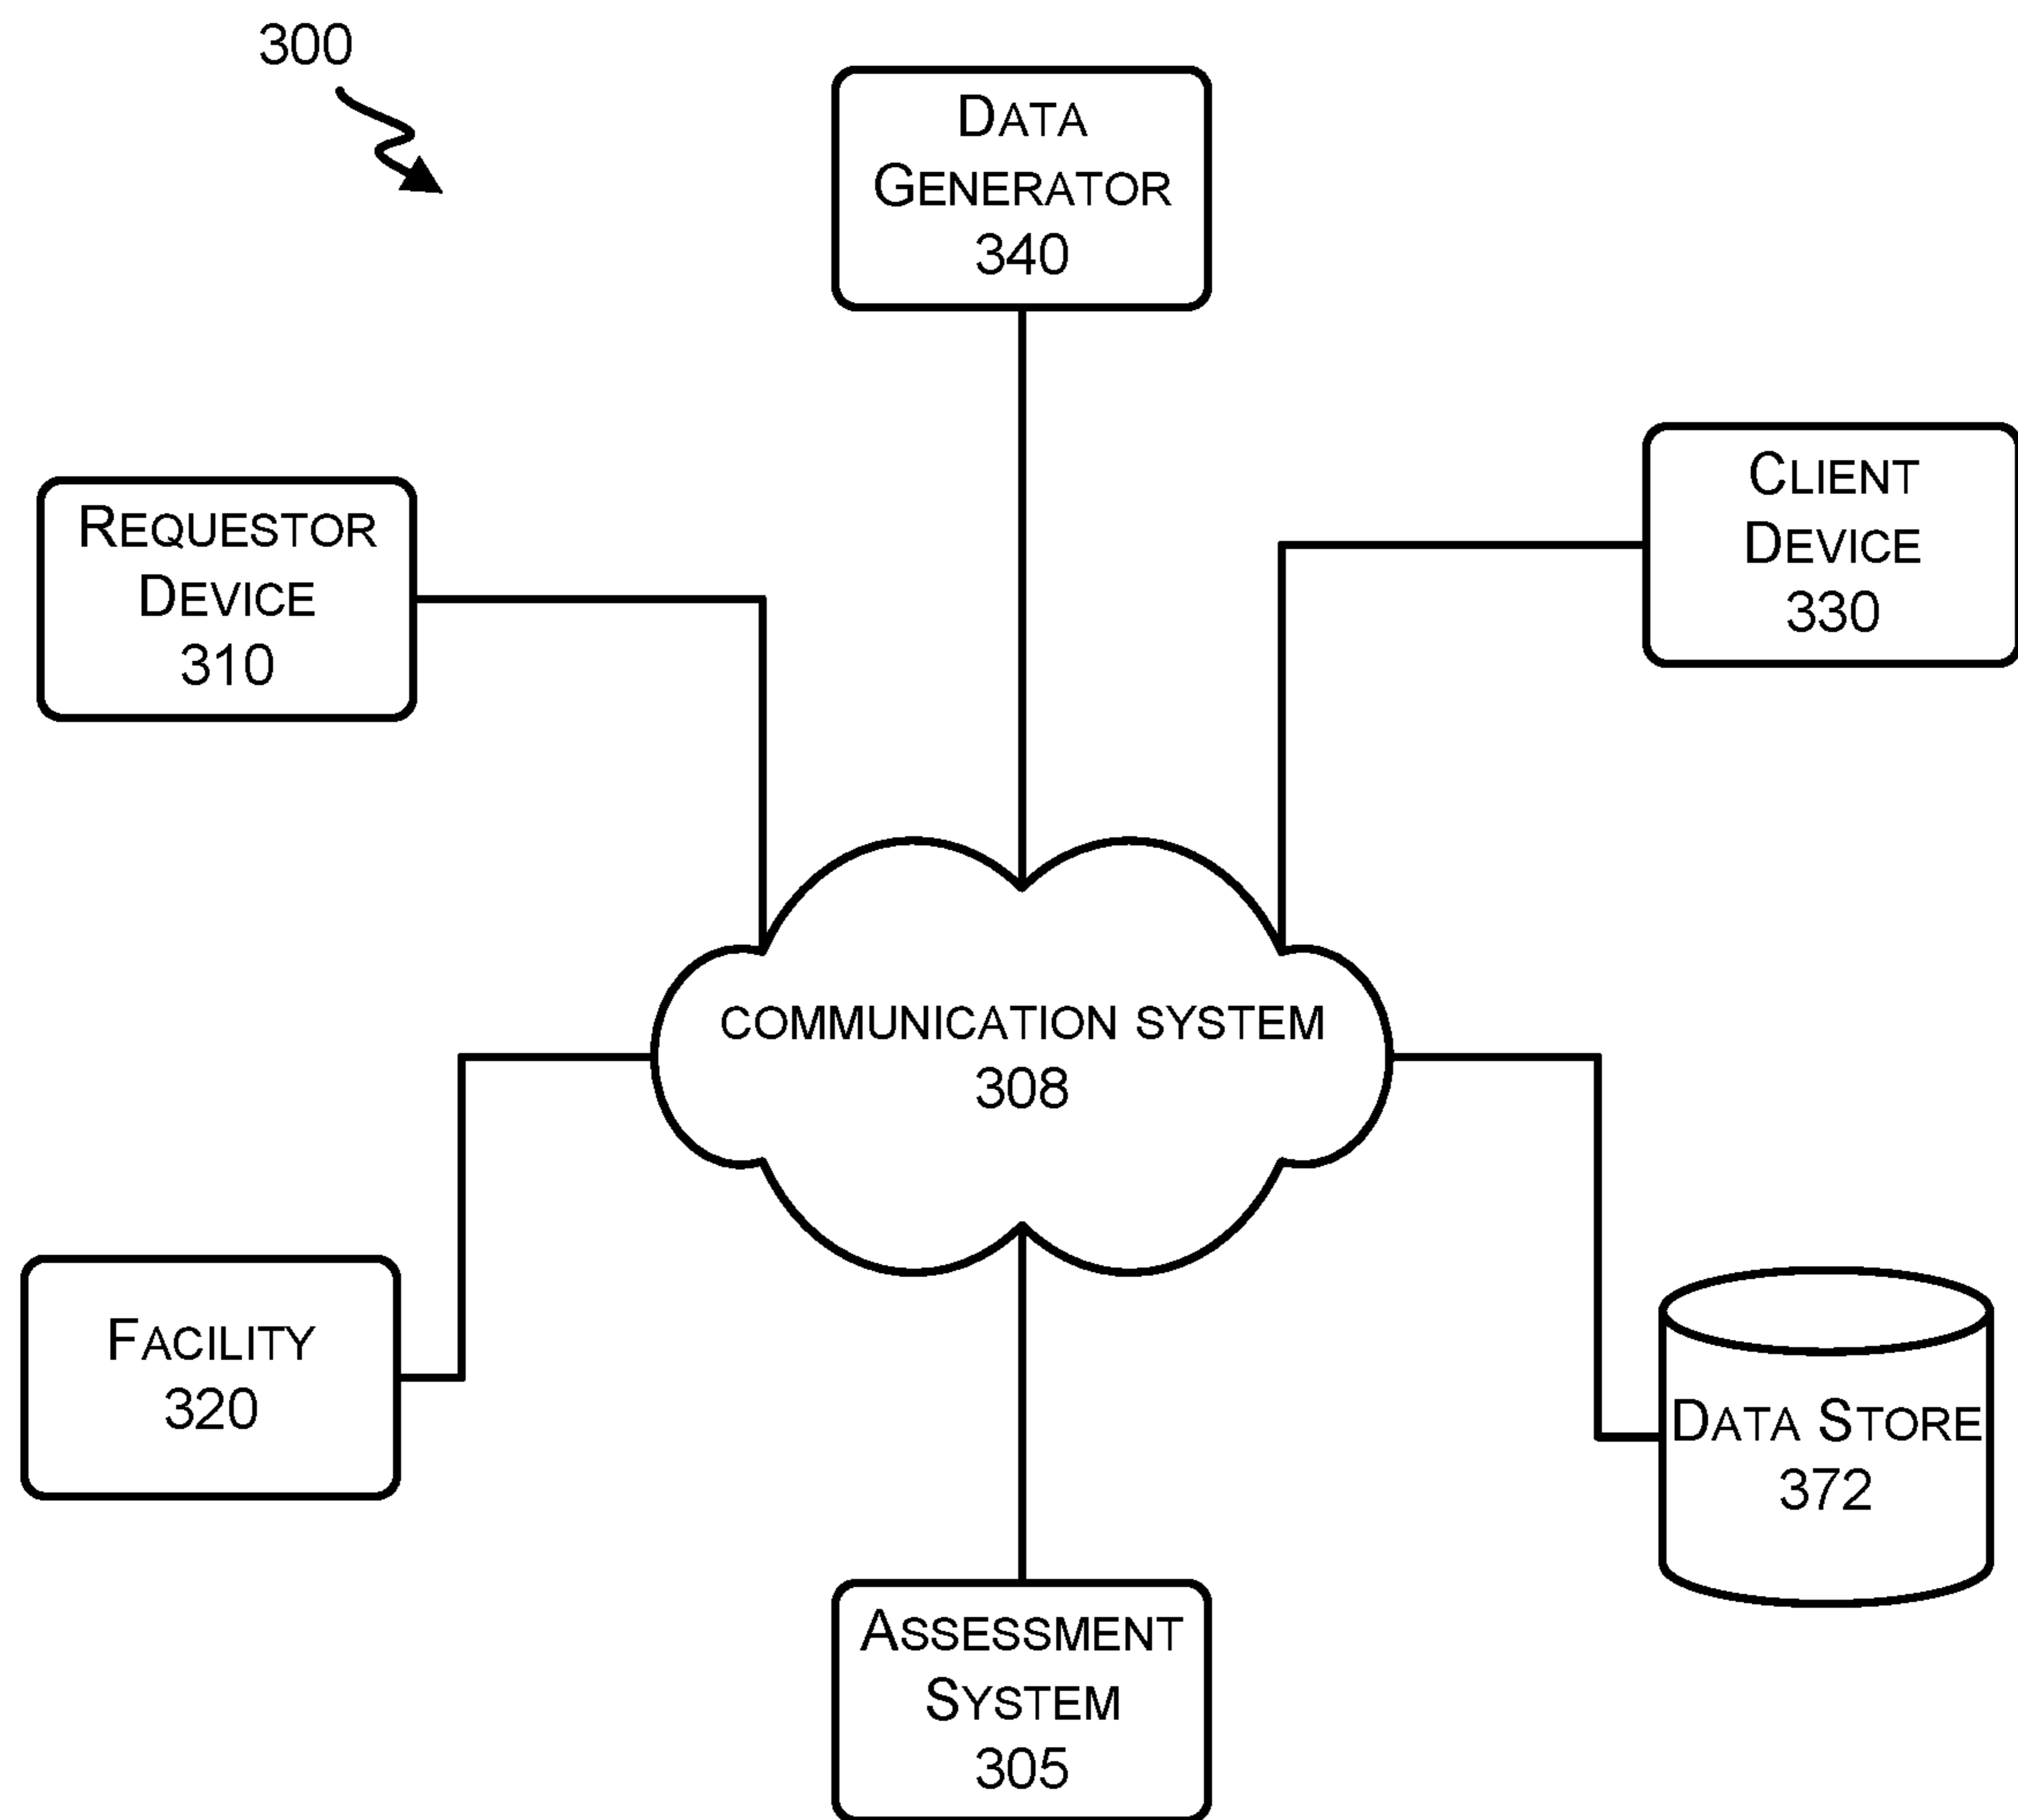 300
DATA
GENERATOR
340
CLIENT
DEVICE
330
REQUESTOR
DEVICE
310
COMMUNICATION SYSTEM
308
FACILITY
320
DATA STORE
372
ASSESSMENT
SYSTEM
305